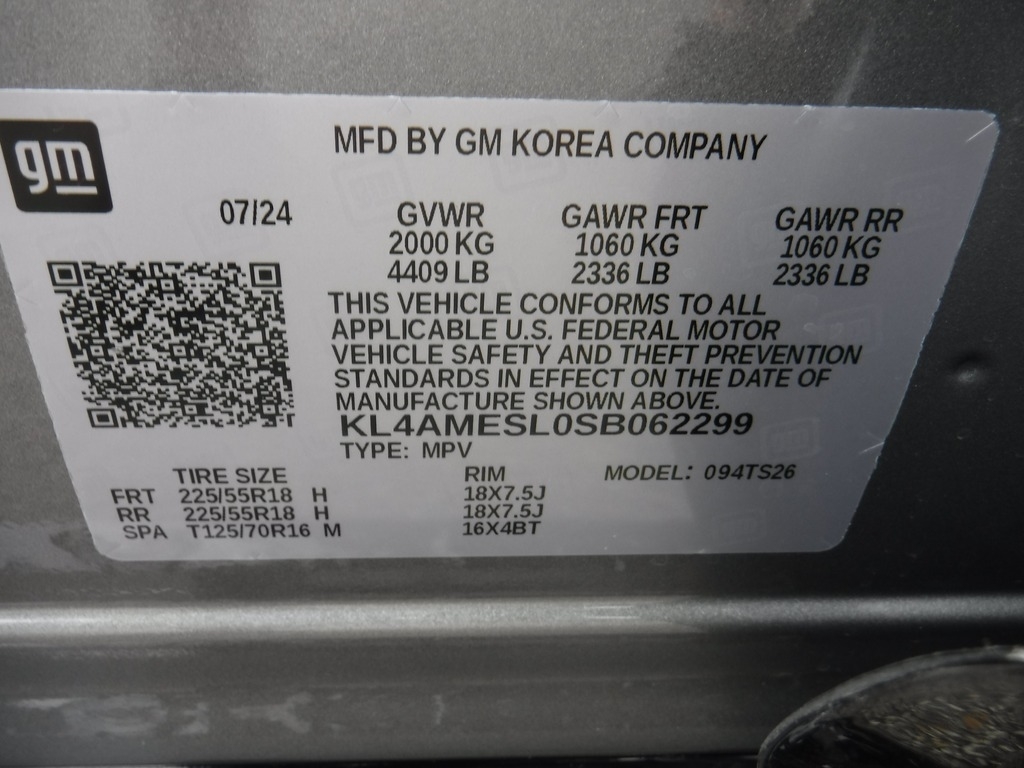 gm
MFD BY GM KOREA COMPANY
07/24 GVWR GAWR FRT GAWR RR
2000 KG 1060 KG 1060 KG
4409 LB 2336 LB 2336 LB
THIS VEHICLE CONFORMS TO ALL
APPLICABLE U.S. FEDERAL MOTOR
VEHICLE SAFETY AND THEFT PREVENTION
STANDARDS IN EFFECT ON THE DATE OF
MANUFACTURE SHOWN ABOVE.
KL4AMESL0SB062299
TYPE: MPV
TIRE SIZE RIM MODEL: 094TS26
FRT 225/55R18 H 18X7.5J
RR 225/55R18 H 18X7.5J
SPA T125/70R16 M 16X4BT